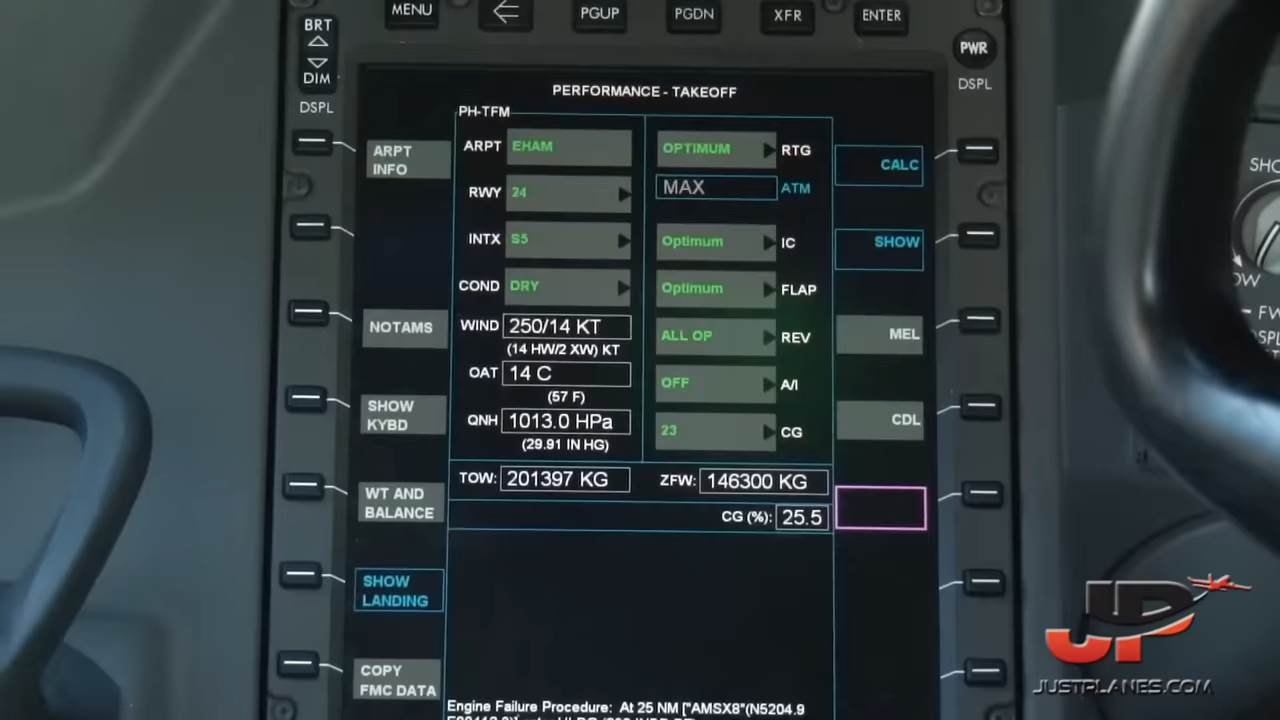 MENU
PGUP
PGDN
XFR
ENTER
BRT
DIM
DSPL
PWR
DSPL
PERFORMANCE - TAKEOFF
PH-TFM
ARPT INFO
ARPT EHAM
OPTIMUM RTG
CALC
RWY 24
MAX ATM
INTX S5
Optimum IC
SHOW
COND DRY
Optimum FLAP
NOTAMS
WIND 250/14 KT
(14 HW/2 XW) KT
ALL OP REV
MEL
OAT 14 C
(57 F)
OFF A/I
SHOW
KYBD
QNH 1013.0 HPa
(29.91 IN HG)
23 CG
CDL
TOW: 201397 KG
ZFW: 146300 KG
WT AND
BALANCE
CG (%): 25.5
SHOW
LANDING
COPY
FMC DATA
Engine Failure Procedure: At 25 NM ["AMSX8"(N5204.9
JP
JUSTPLANES.COM